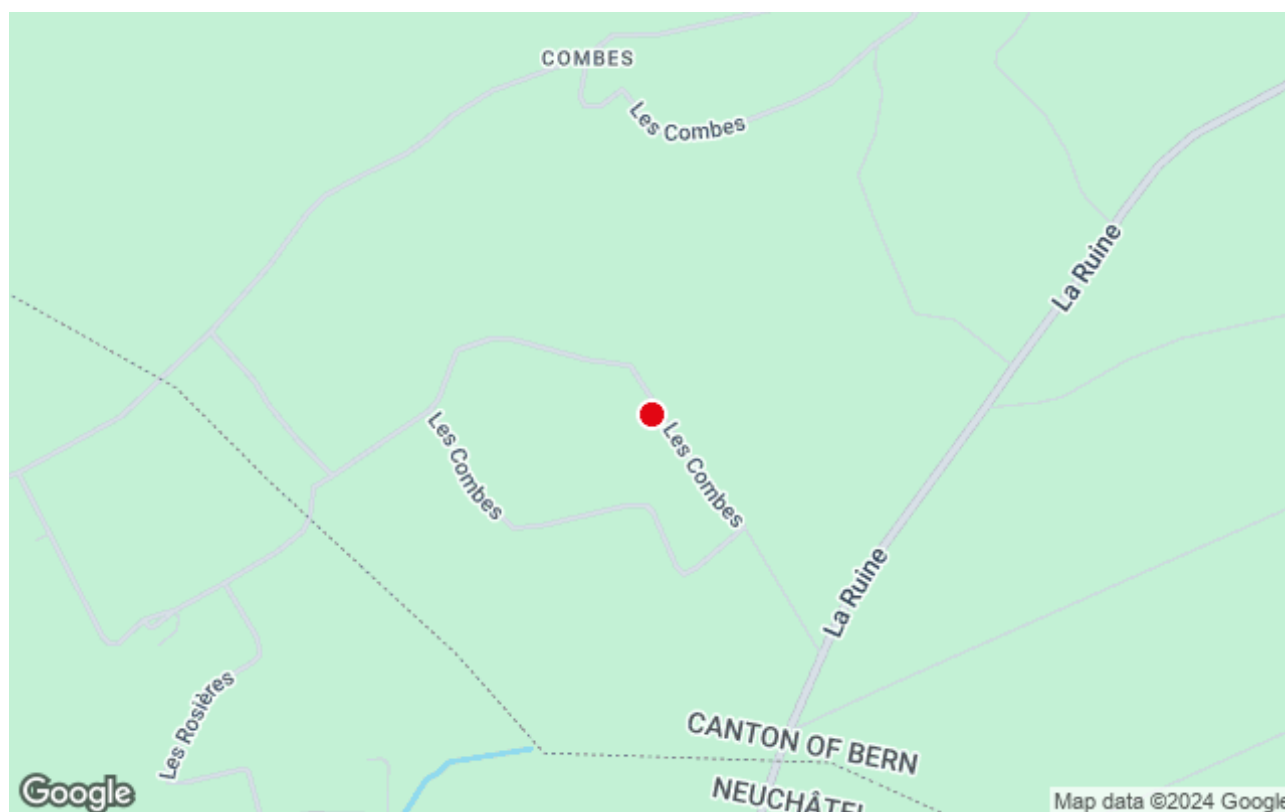 COMBES
Les Combes
La Ruine
Les Combes
Les Combes
La Ruine
Les Rosières
CANTON OF BERN
NEUCHÂTEL
Google
Map data ©2024 Google